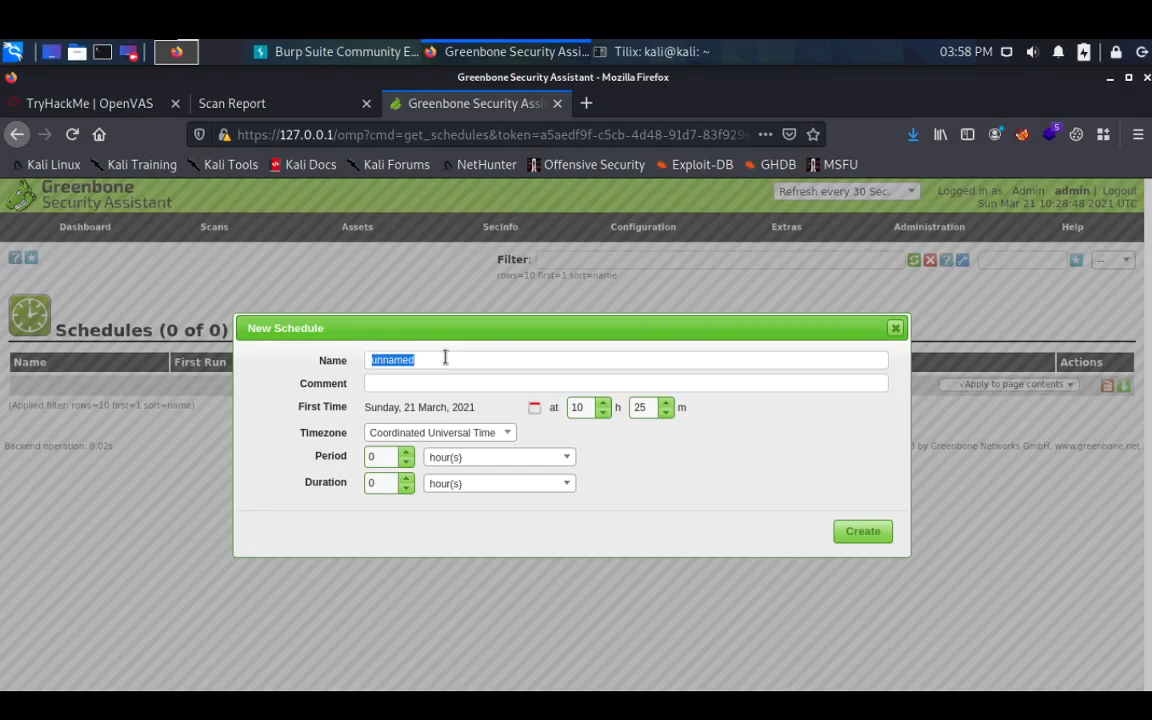 Burp Suite Community E...
Greenbone Security Assi...
Tilix: kali@kali: ~
03:58 PM
Greenbone Security Assistant - Mozilla Firefox
TryHackMe | OpenVAS
Scan Report
Greenbone Security Assis
https://127.0.0.1/omp?cmd=get_schedules&token=a5aedf9f-c5cb-4d48-91d7-83f929e
5
Kali Linux
Kali Training
Kali Tools
Kali Docs
Kali Forums
NetHunter
Offensive Security
Exploit-DB
GHDB
MSFU
Greenbone
Security Assistant
Refresh every 30 Sec.
Logged in as Admin admin | Logout
Sun Mar 21 10:28:48 2021 UTC
Dashboard
Scans
Assets
SecInfo
Configuration
Extras
Administration
Help
Filter:
rows=10 first=1 sort=name
--
Schedules (0 of 0)
Name
First Run
Actions
√Apply to page contents
(Applied filter: rows=10 first=1 sort=name)
Backend operation: 0.02s
by Greenbone Networks GmbH, www.greenbone.net
New Schedule
Name unnamed
Comment
First Time Sunday, 21 March, 2021 at 10 h 25 m
Timezone Coordinated Universal Time
Period 0 hour(s)
Duration 0 hour(s)
Create